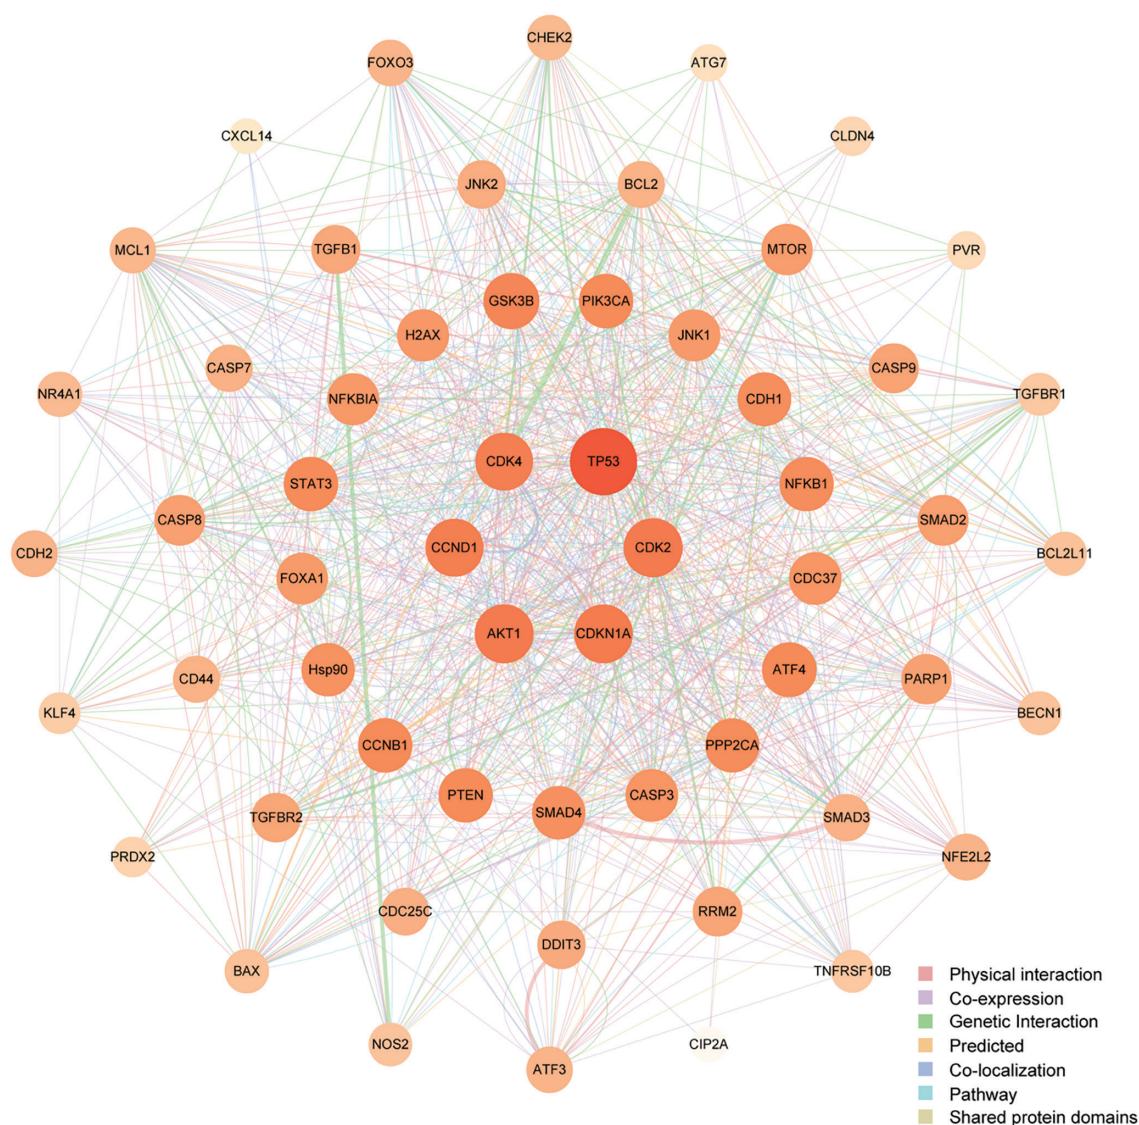 CHEK2
FOXO3
ATG7
CXCL14
CLDN4
JNK2
BCL2
MCL1
TGFB1
MTOR
PVR
GSK3B
PIK3CA
H2AX
JNK1
CASP7
CASP9
NR4A1
NFKBIA
CDH1
TGFBR1
CDK4
TP53
STAT3
NFKB1
CASP8
SMAD2
CDH2
CCND1
CDK2
BCL2L11
FOXA1
CDC37
AKT1
CDKN1A
Hsp90
ATF4
CD44
PARP1
KLF4
BECN1
CCNB1
PPP2CA
PTEN
CASP3
SMAD4
TGFBR2
SMAD3
PRDX2
NFE2L2
CDC25C
RRM2
DDIT3
BAX
TNFRSF10B
NOS2
CIP2A
ATF3
Physical interaction
Co-expression
Genetic Interaction
Predicted
Co-localization
Pathway
Shared protein domains